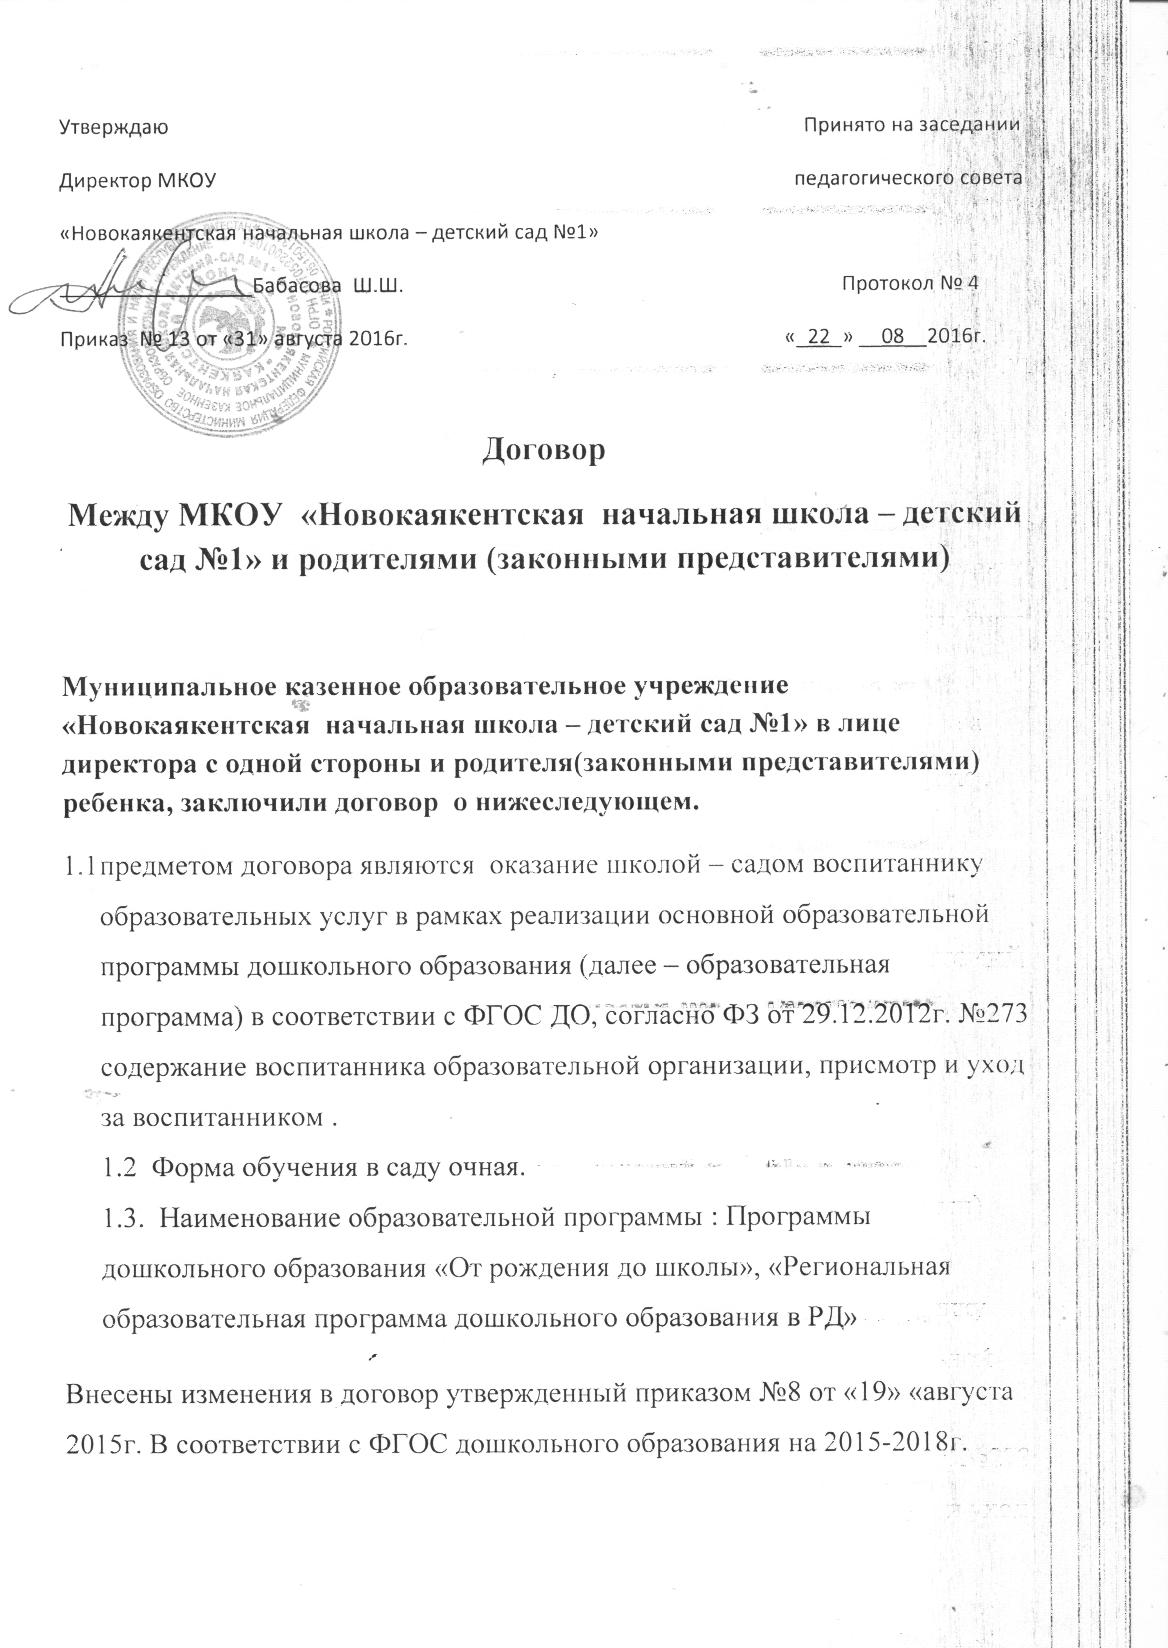 Утверждаю Принято на заседании
Директор МКОУ педагогического совета
«Новокаякентская начальная школа – детский сад №1»
Бабасова Ш.Ш. Протокол № 4
Приказ № 13 от «31» августа 2016г. «_22_» __08__2016г.
Договор
Между МКОУ «Новокаякентская начальная школа – детский
сад №1» и родителями (законными представителями)
Муниципальное казенное образовательное учреждение
«Новокаякентская начальная школа – детский сад №1» в лице
директора с одной стороны и родителя(законными представителями)
ребенка, заключили договор о нижеследующем.
1.1предметом договора являются оказание школой – садом воспитаннику
образовательных услуг в рамках реализации основной образовательной
программы дошкольного образования (далее – образовательная
программа) в соответствии с ФГОС ДО, согласно ФЗ от 29.12.2012г. №273
содержание воспитанника образовательной организации, присмотр и уход
за воспитанником .
1.2 Форма обучения в саду очная.
1.3. Наименование образовательной программы : Программы
дошкольного образования «От рождения до школы», «Региональная
образовательная программа дошкольного образования в РД»
Внесены изменения в договор утвержденный приказом №8 от «19» «августа
2015г. В соответствии с ФГОС дошкольного образования на 2015-2018г.